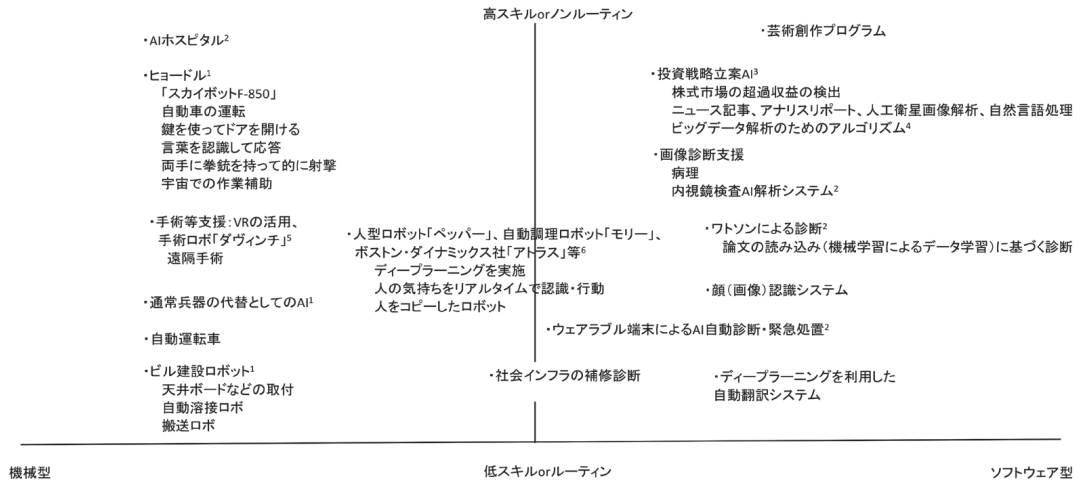 高スキルorノンルーティン
・芸術創作プログラム
・AIホスピタル²
・ヒョードル¹
「スカイボットF-850」
自動車の運転
鍵を使ってドアを開ける
言葉を認識して応答
両手に拳銃を持って的に射撃
宇宙での作業補助
・投資戦略立案AI³
株式市場の超過収益の検出
ニュース記事、アナリスリポート、人工衛星画像解析、自然言語処理
ビッグデータ解析のためのアルゴリズム⁴
・画像診断支援
病理
内視鏡検査AI解析システム²
・手術等支援：VRの活用、
手術ロボ「ダヴィンチ」⁵
遠隔手術
・人型ロボット「ペッパー」、自動調理ロボット「モリー」、
ボストン・ダイナミックス社「アトラス」等⁶
ディープラーニングを実施
人の気持ちをリアルタイムで認識・行動
人をコピーしたロボット
・ワトソンによる診断²
論文の読み込み（機械学習によるデータ学習）に基づく診断
・顔（画像）認識システム
・通常兵器の代替としてのAI¹
・ウェアラブル端末によるAI自動診断・緊急処置²
・自動運転車
・ビル建設ロボット¹
天井ボードなどの取付
自動溶接ロボ
搬送ロボ
・社会インフラの補修診断
・ディープラーニングを利用した
自動翻訳システム
機械型
低スキルorルーティン
ソフトウェア型